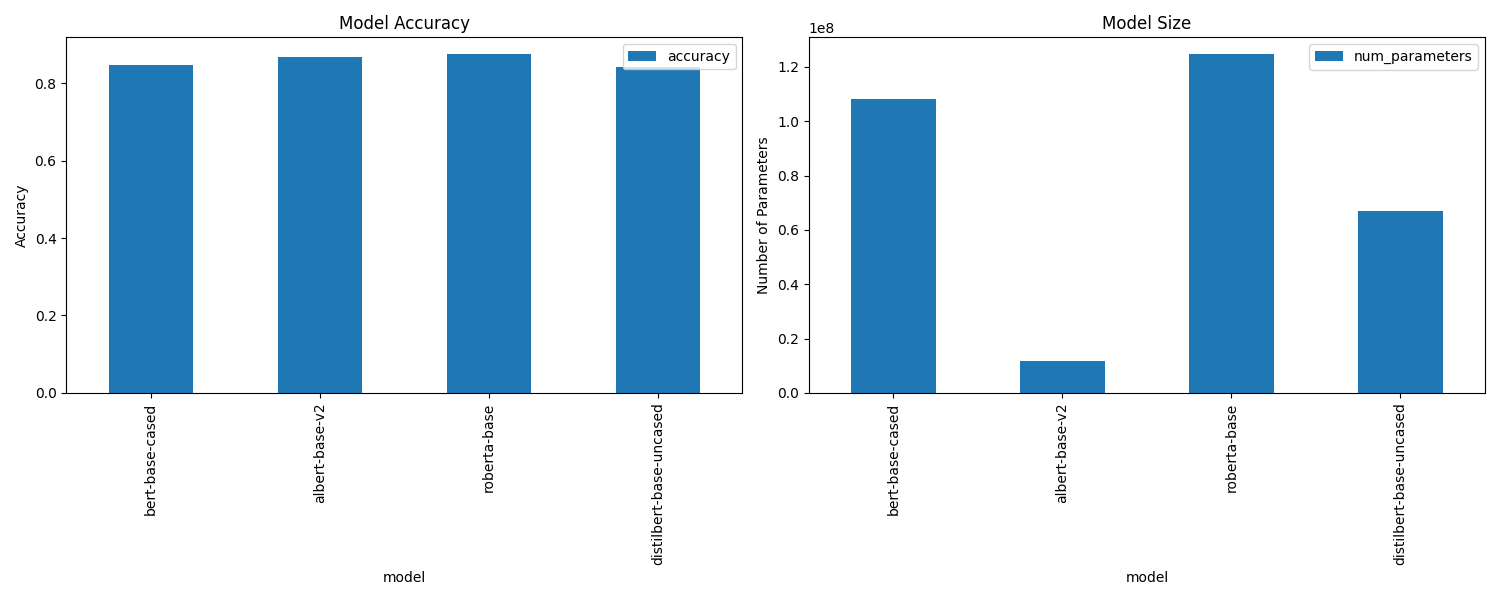 Model Accuracy
accuracy
Accuracy
0.8
0.6
0.4
0.2
0.0
bert-base-cased
albert-base-v2
roberta-base
distilbert-base-uncased
model
Model Size
1e8
num_parameters
Number of Parameters
1.2
1.0
0.8
0.6
0.4
0.2
0.0
bert-base-cased
albert-base-v2
roberta-base
distilbert-base-uncased
model